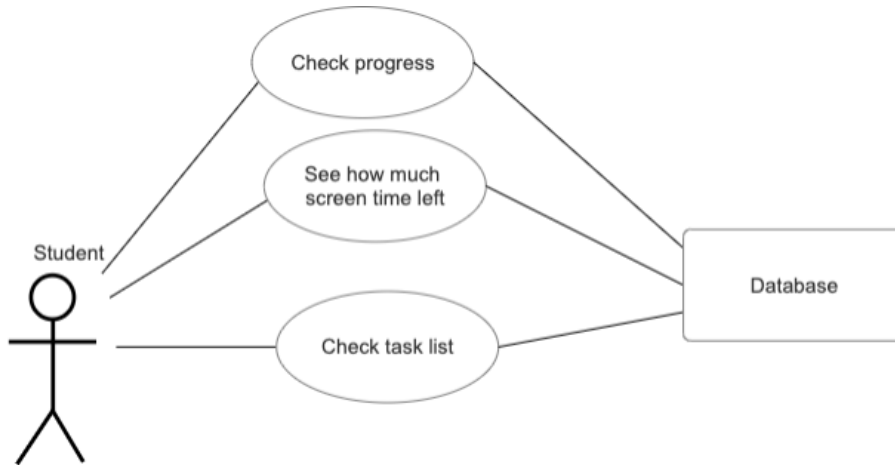 Check progress
See how much
screen time left
Student
Database
Check task list